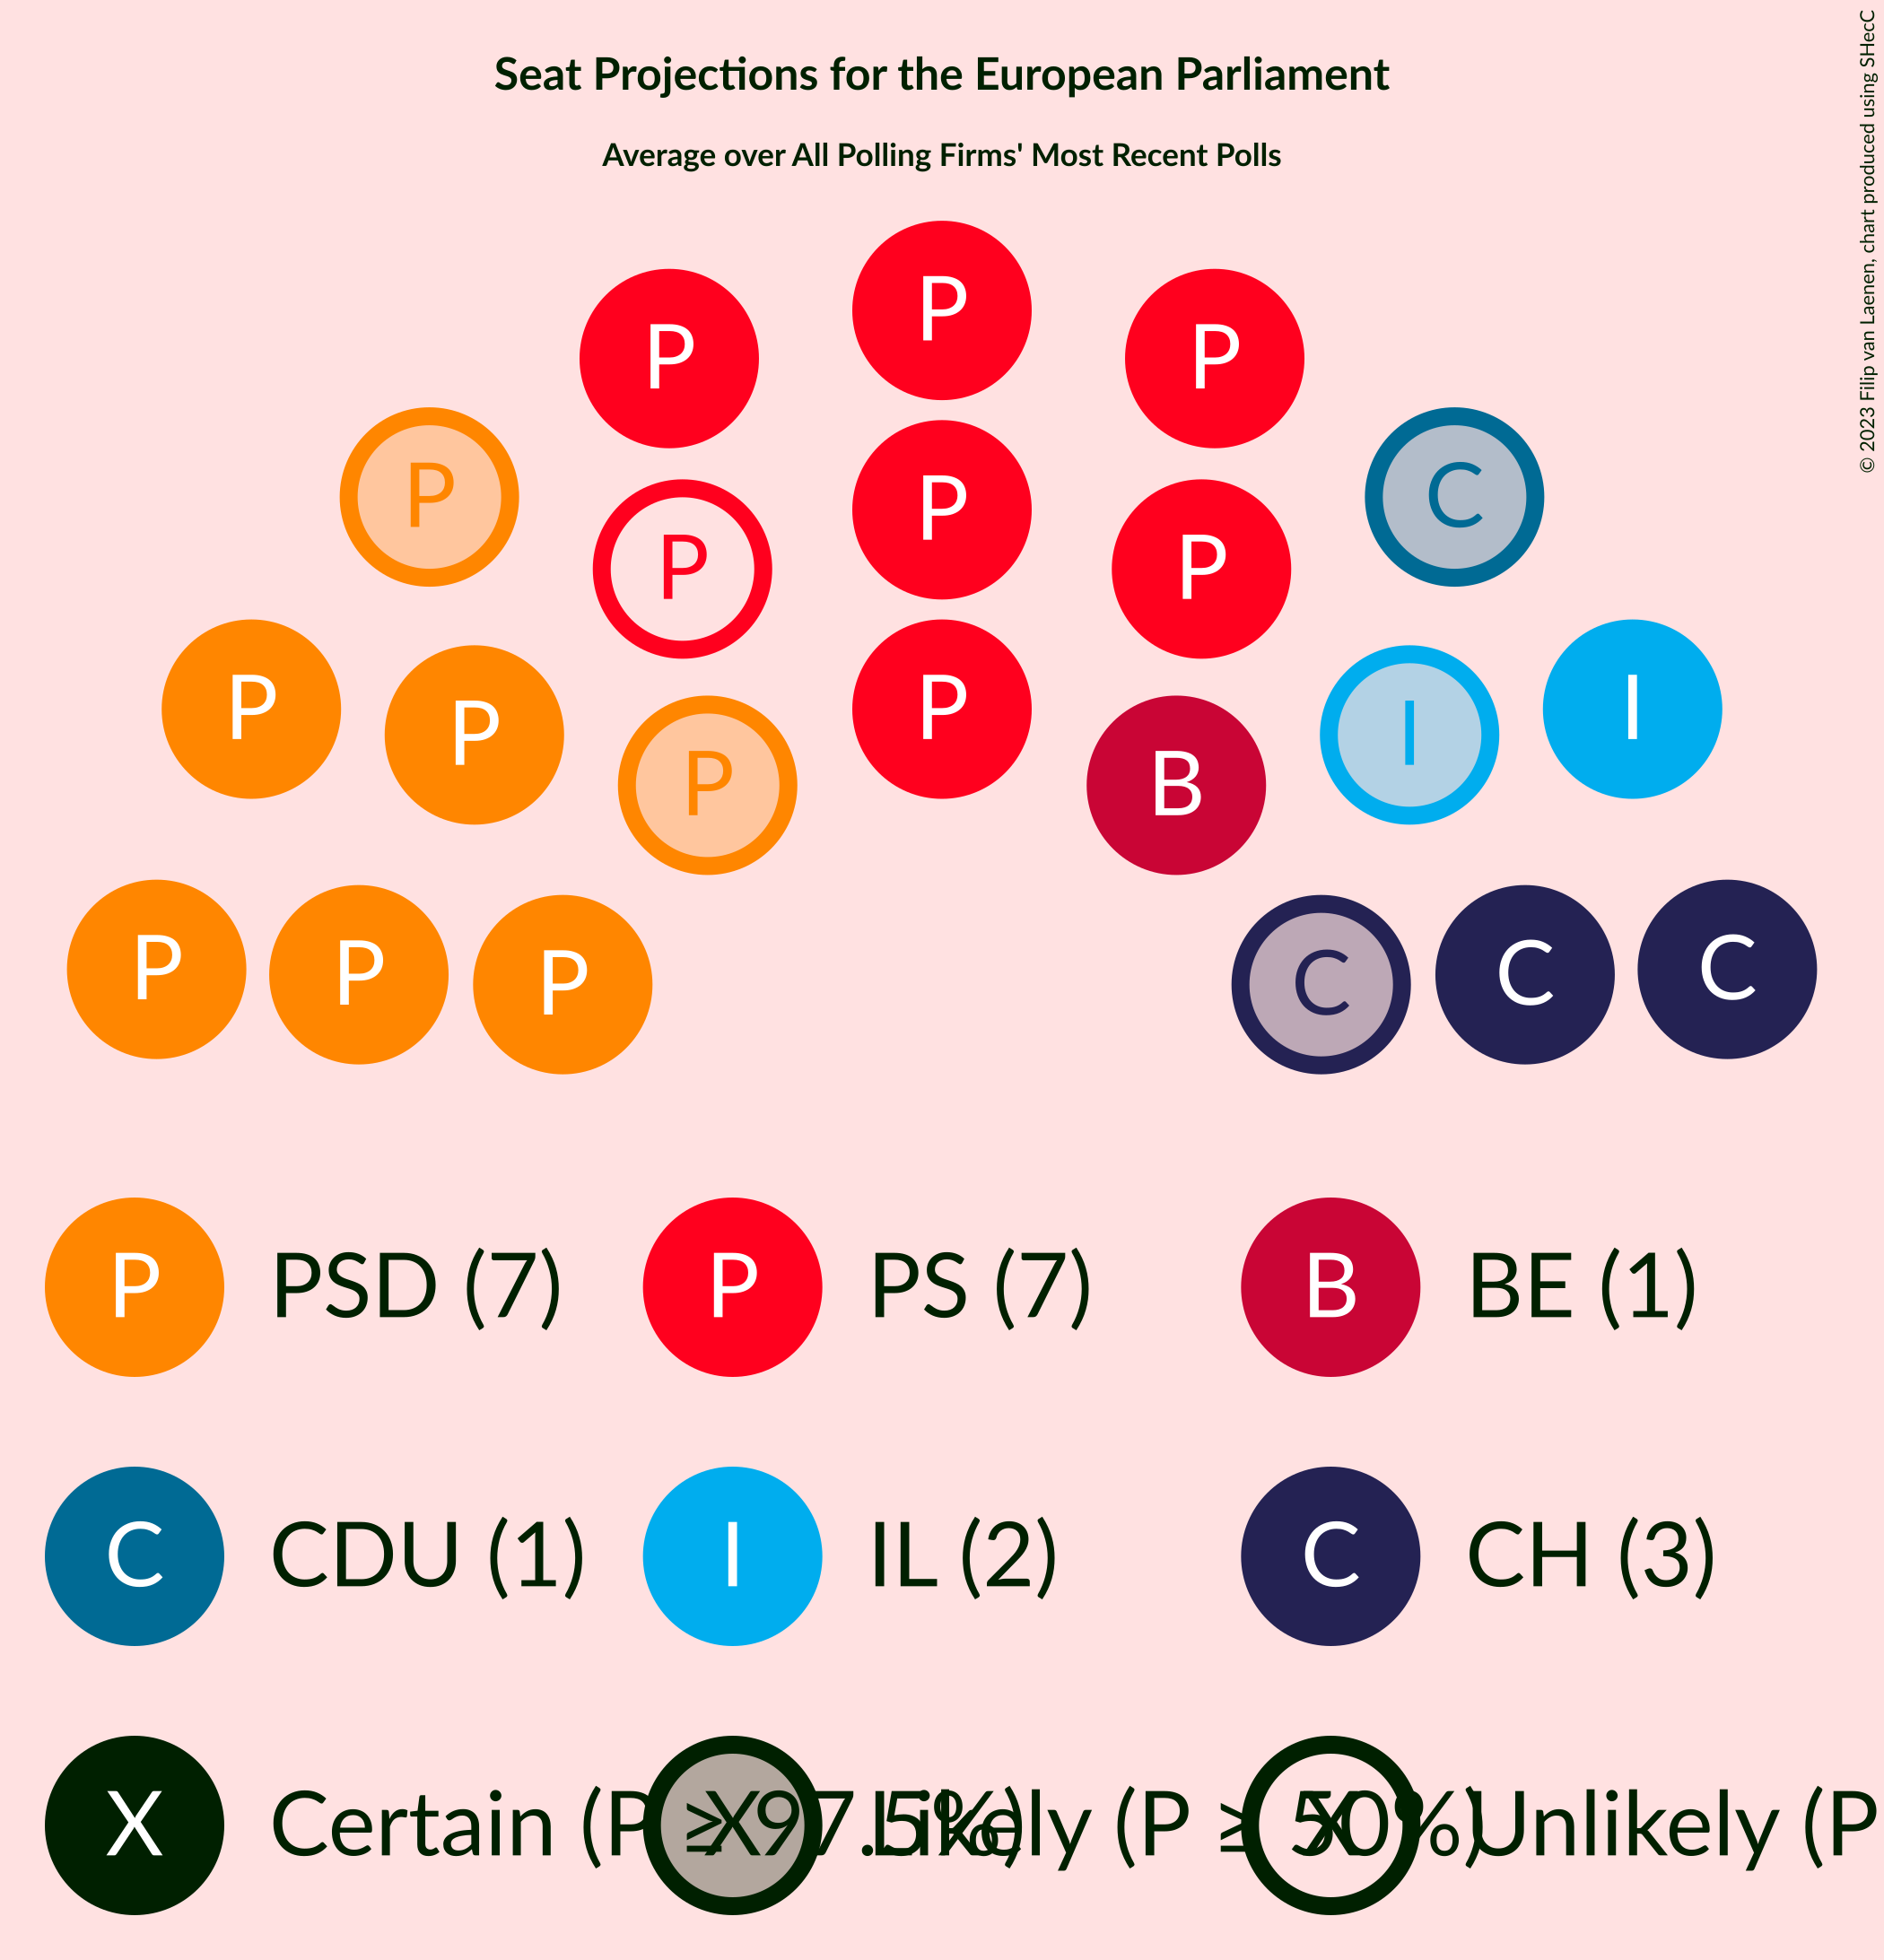 Seat Projections for the European Parliament
Average over All Polling Firms' Most Recent Polls
© 2023 Filip van Laenen, chart produced using SHecC
P
P P
P C
P
P P
P I
P P I
P B
P C
P C
P C
P PSD (7) P PS (7) B BE (1)
C CDU (1) I IL (2) C CH (3)
X Certain (P ≥ 97.5%) X Likely (P ≥ 50%) X Unlikely (P